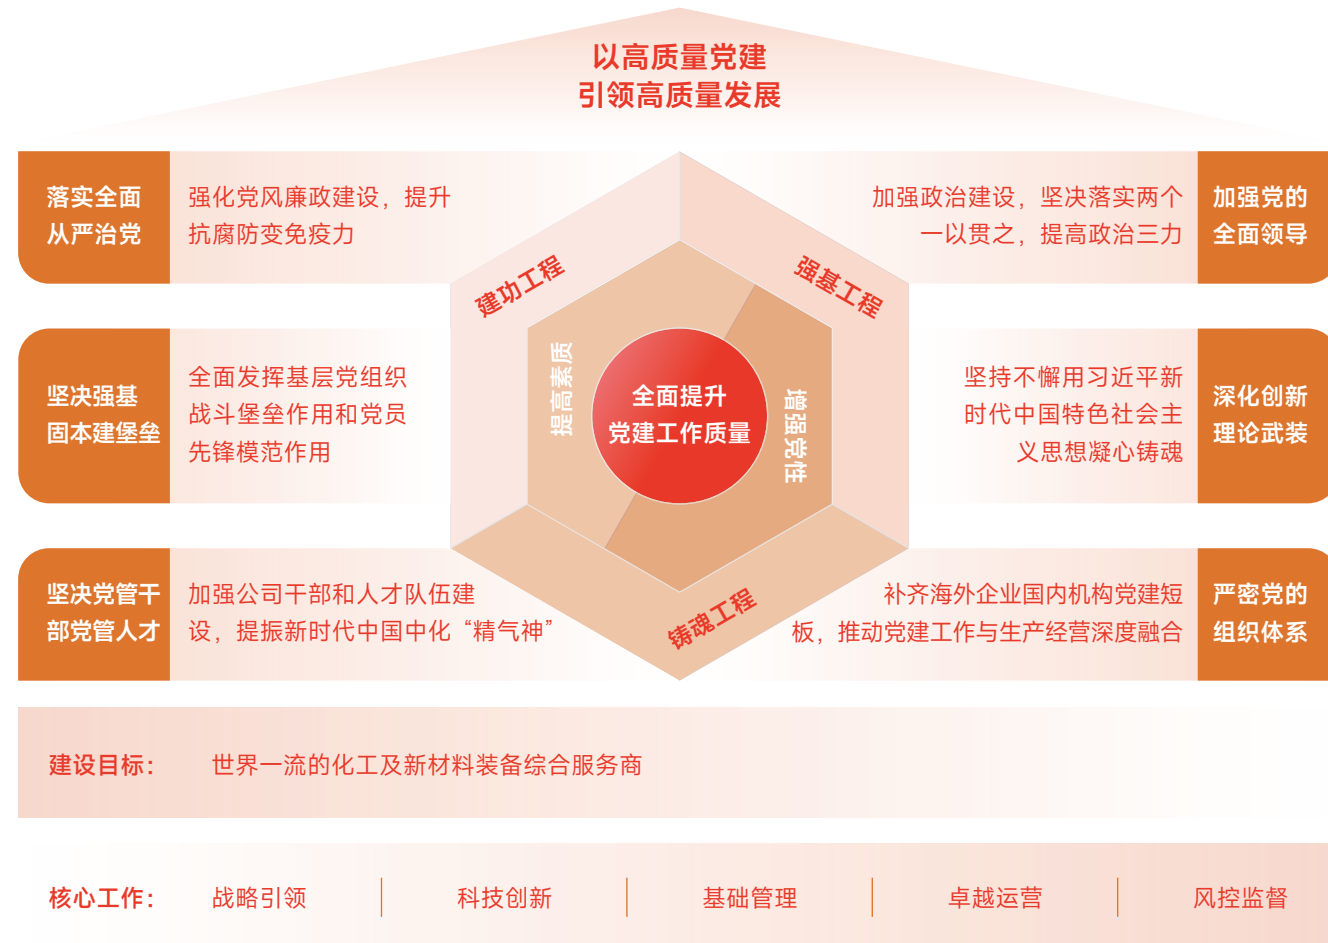 以高质量党建
引领高质量发展
落实全面
从严治党
强化党风廉政建设，提升
抗腐防变免疫力
加强政治建设，坚决落实两个
一以贯之，提高政治三力
加强党的
全面领导
建功工程
强基工程
坚决强基
固本建堡垒
全面发挥基层党组织
战斗堡垒作用和党员
先锋模范作用
提高素质
全面提升
党建工作质量
增强党性
坚持不懈用习近平新
时代中国特色社会主
义思想凝心铸魂
深化创新
理论武装
坚决党管干
部党管人才
加强公司干部和人才队伍建
设，提振新时代中国中化“精气神”
铸魂工程
补齐海外企业国内机构党建短
板，推动党建工作与生产经营深度融合
严密党的
组织体系
建设目标： 世界一流的化工及新材料装备综合服务商
核心工作： 战略引领 科技创新 基础管理 卓越运营 风控监督